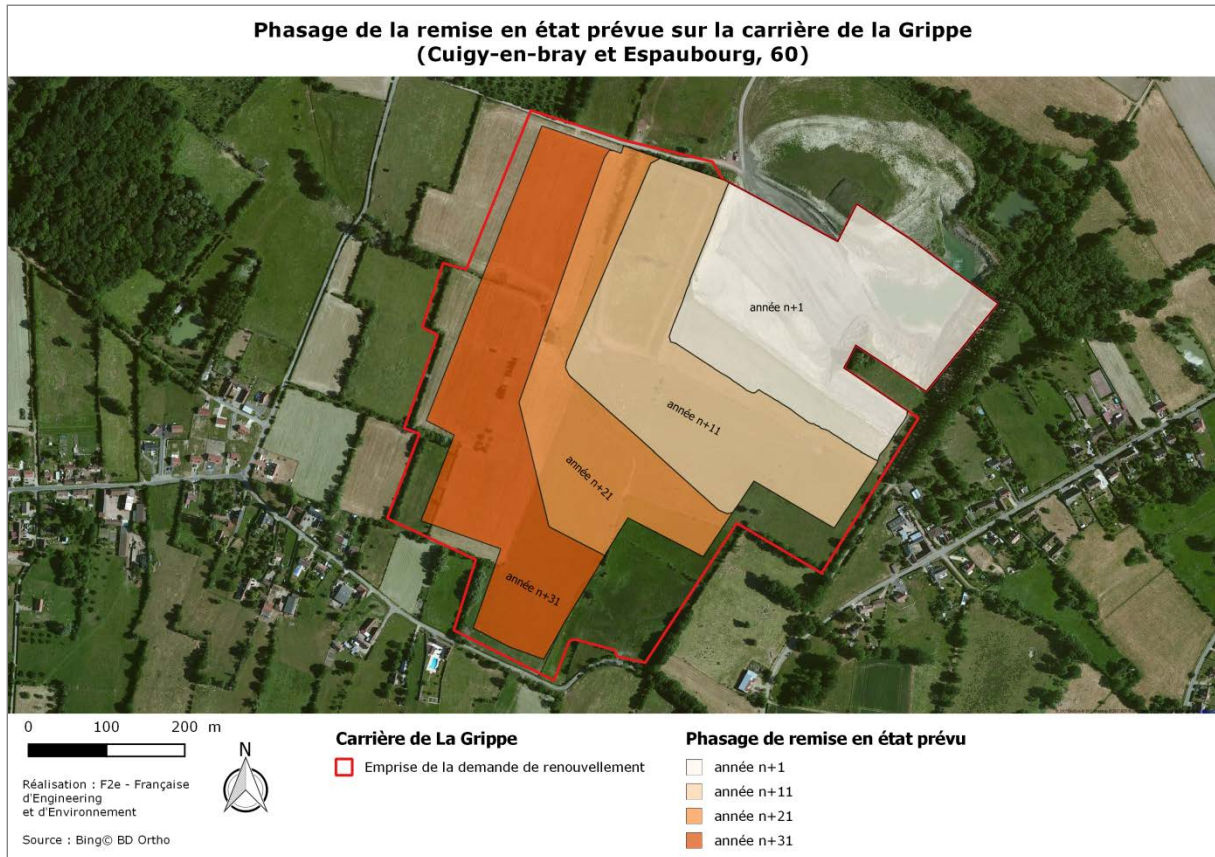 Phasage de la remise en état prévue sur la carrière de la Grippe
(Cuigy-en-bray et Espaubourg, 60)
année n+1
année n+11
année n+21
année n+31
0 100 200 m
N
Réalisation : F2e - Française
d'Engineering
et d'Environnement
Source : Bing© BD Ortho
Carrière de La Grippe
Emprise de la demande de renouvellement
Phasage de remise en état prévu
année n+1
année n+11
année n+21
année n+31